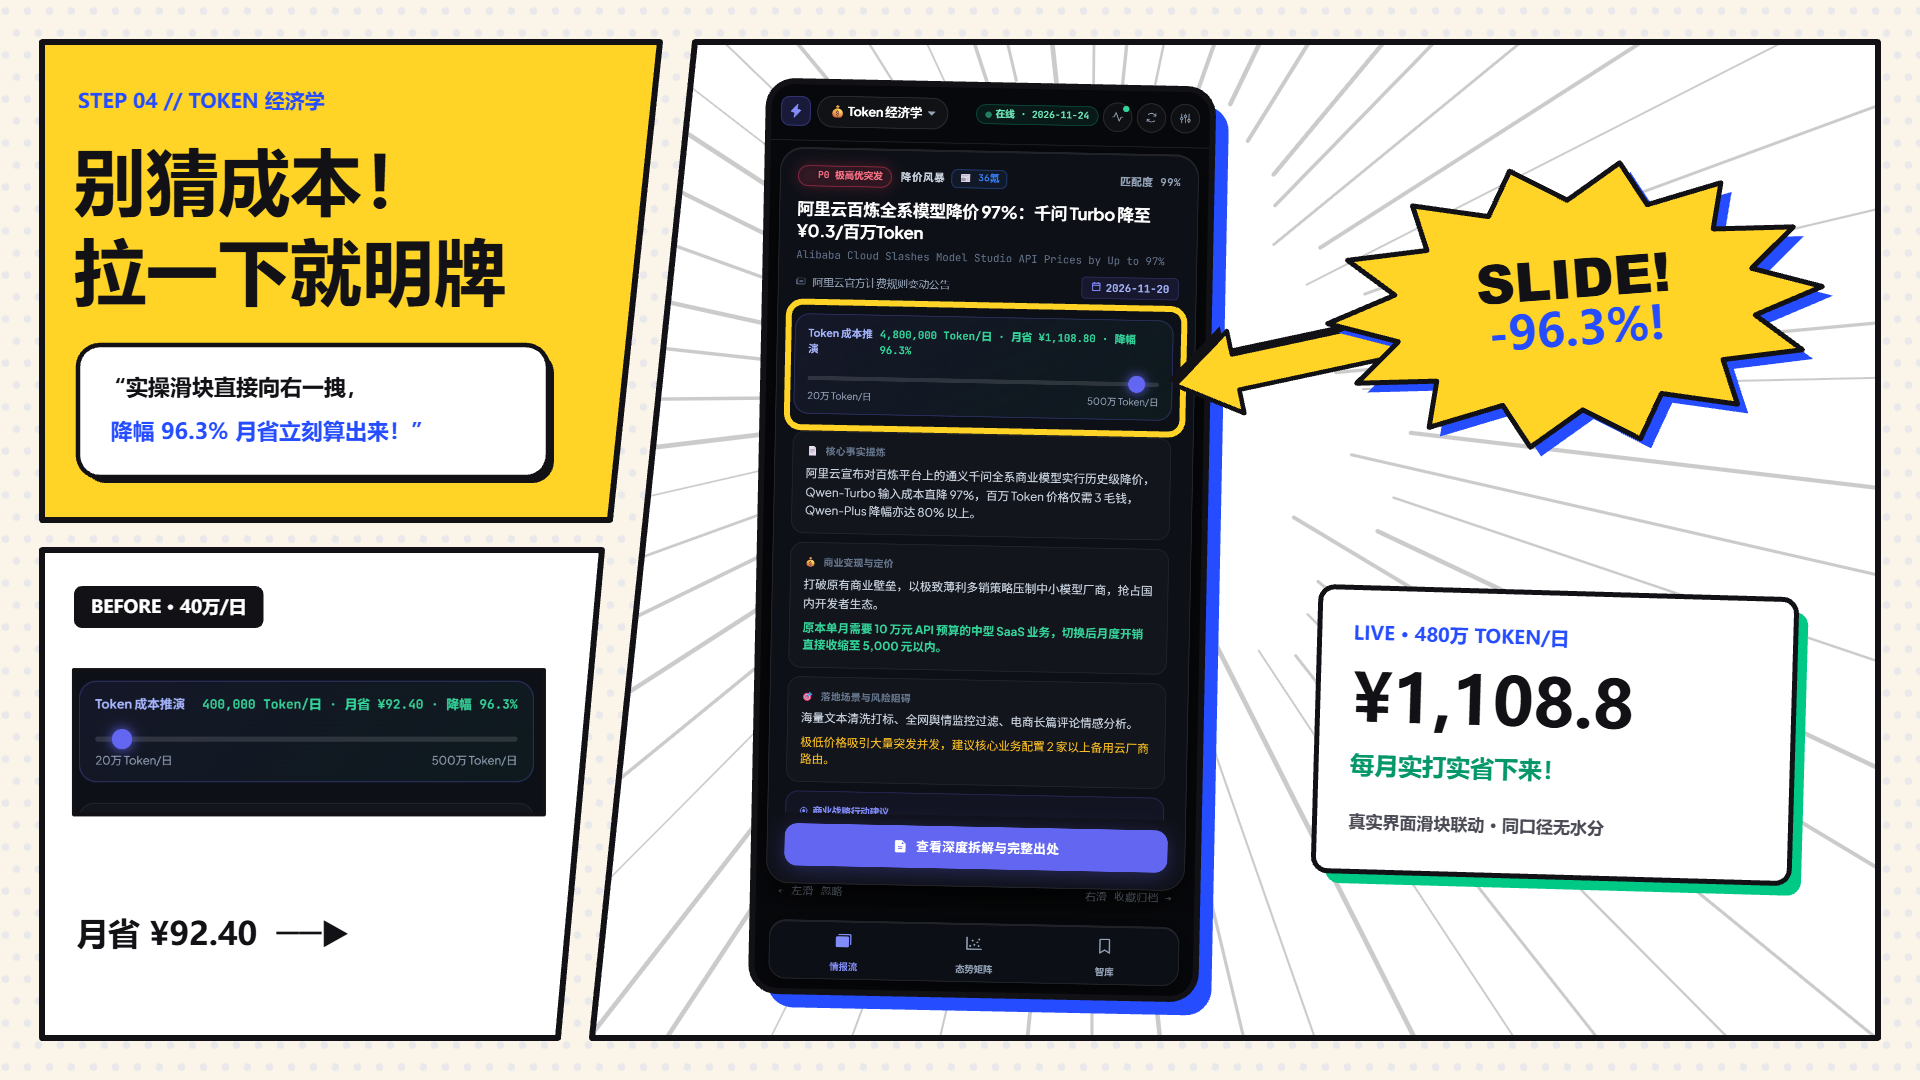 STEP 04 // TOKEN 经济学
别猜成本！
拉一下就明牌
“实操滑块直接向右一拽，
降幅 96.3% 月省立刻算出来！”
BEFORE • 40万/日
Token 成本推演
400,000 Token/日 · 月省 ¥92.40 · 降幅 96.3%
20万Token/日
500万Token/日
月省 ¥92.40
Token 经济学
在线 · 2026-11-24
P0 极高优突发
降价风暴
36氪
匹配度 99%
阿里云百炼全系模型降价 97%：千问 Turbo 降至
¥0.3/百万Token
Alibaba Cloud Slashes Model Studio API Prices by Up to 97%
阿里云官方计费规则变动公告
2026-11-20
Token 成本推
演
4,800,000 Token/日 · 月省 ¥1,108.80 · 降幅
96.3%
20万Token/日
500万Token/日
核心事实提炼
阿里云宣布对百炼平台上的通义千问全系商业模型实行历史级降价，
Qwen-Turbo 输入成本直降 97%，百万 Token 价格仅需 3 毛钱，
Qwen-Plus 降幅亦达 80% 以上。
商业变现与定价
打破原有商业壁垒，以极致薄利多销策略压制中小模型厂商，抢占国
内开发者生态。
原本单月需要 10 万元 API 预算的中型 SaaS 业务，切换后月度开销
直接收缩至 5,000 元以内。
落地场景与风险阻碍
海量文本清洗打标、全网舆情监控过滤、电商长篇评论情感分析。
极低价格吸引大量突发并发，建议核心业务配置 2 家以上备用云厂商
路由。
商业战略行动建议
查看深度拆解与完整出处
← 左滑 忽略
右滑 收藏归档 →
情报流
态势矩阵
智库
SLIDE!
-96.3%!
LIVE • 480万 TOKEN/日
¥1,108.8
每月实打实省下来！
真实界面滑块联动 • 同口径无水分